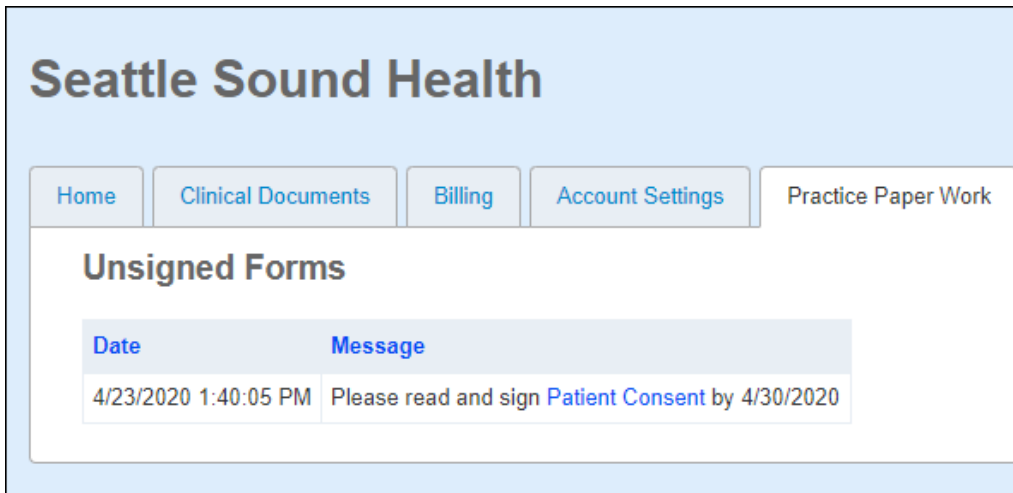 Seattle Sound Health
Home Clinical Documents Billing Account Settings Practice Paper Work
Unsigned Forms
Date Message
4/23/2020 1:40:05 PM Please read and sign Patient Consent by 4/30/2020